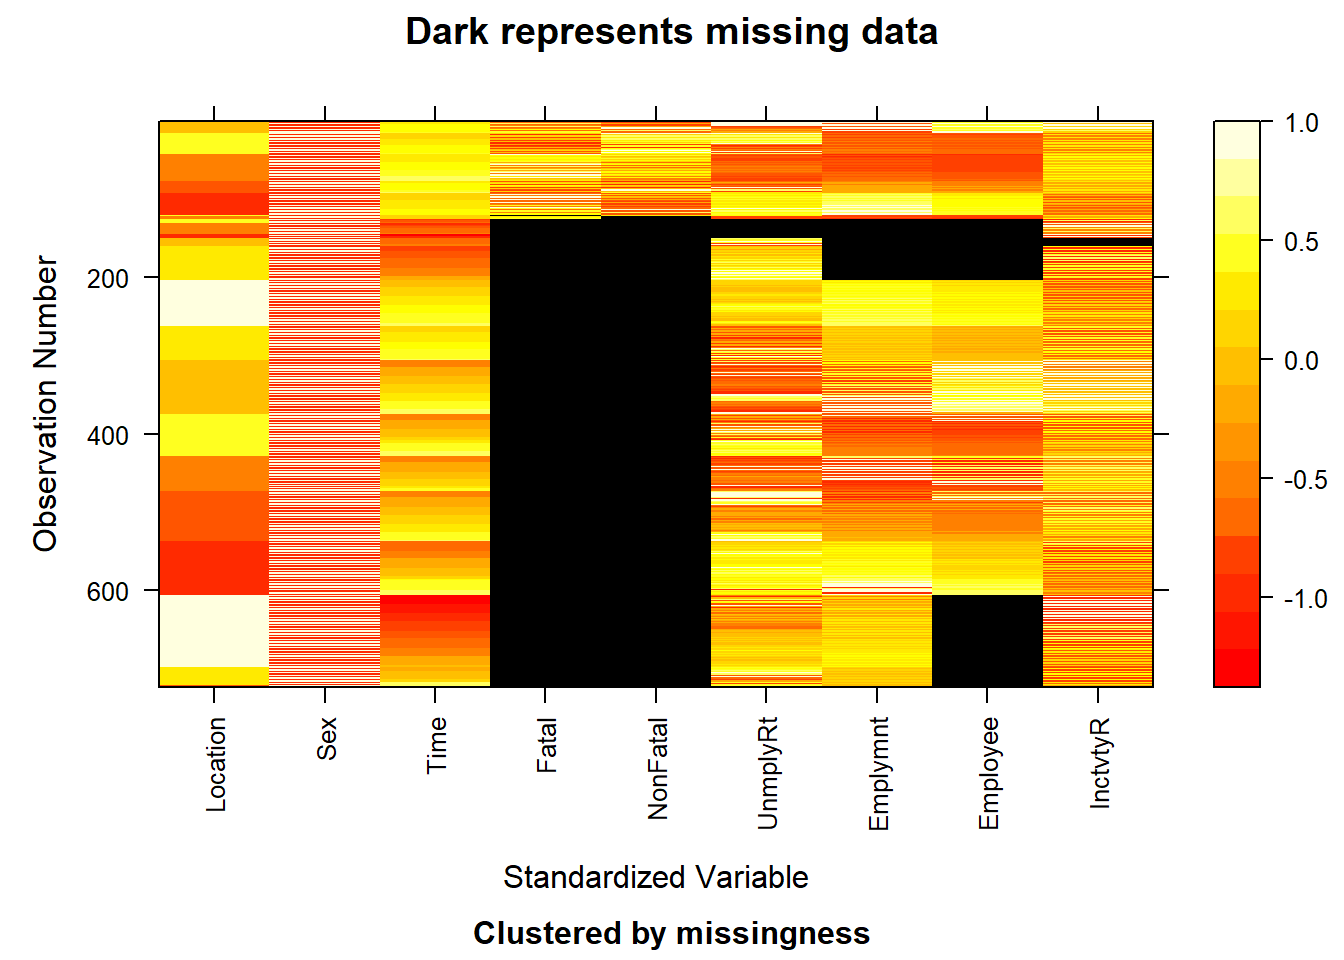 Dark represents missing data
Observation Number
200
400
600
1.0
0.5
0.0
-0.5
-1.0
Location
Sex
Time
Fatal
NonFatal
UnmplyRt
Emplymnt
Employee
InctvtyR
Standardized Variable
Clustered by missingness